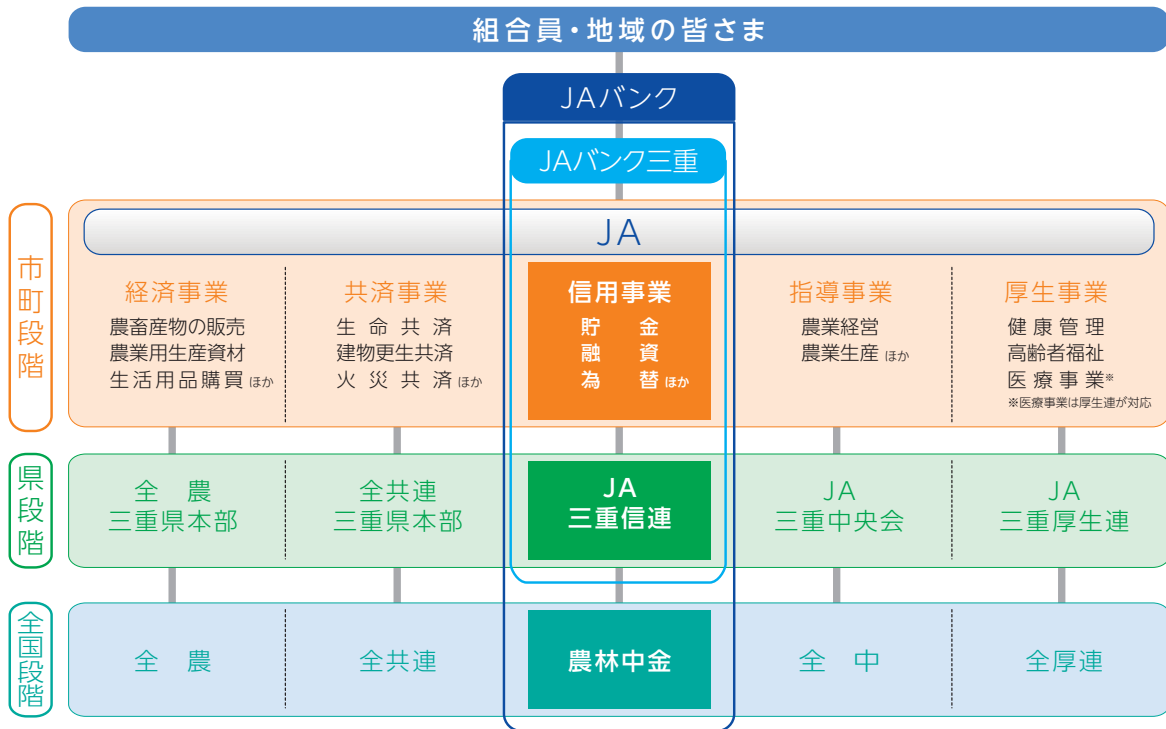 組合員・地域の皆さま
JAバンク
JAバンク三重
市町段階
JA
経済事業
農畜産物の販売
農業用生産資材
生活用品購買 ほか
共済事業
生命共済
建物更生共済
火災共済 ほか
信用事業
貯金
融資
為替 ほか
指導事業
農業経営
農業生産 ほか
厚生事業
健康管理
高齢者福祉
医療事業※
※医療事業は厚生連が対応
県段階
全農
三重県本部
全共連
三重県本部
JA
三重信連
JA
三重中央会
JA
三重厚生連
全国段階
全農
全共連
農林中金
全中
全厚連